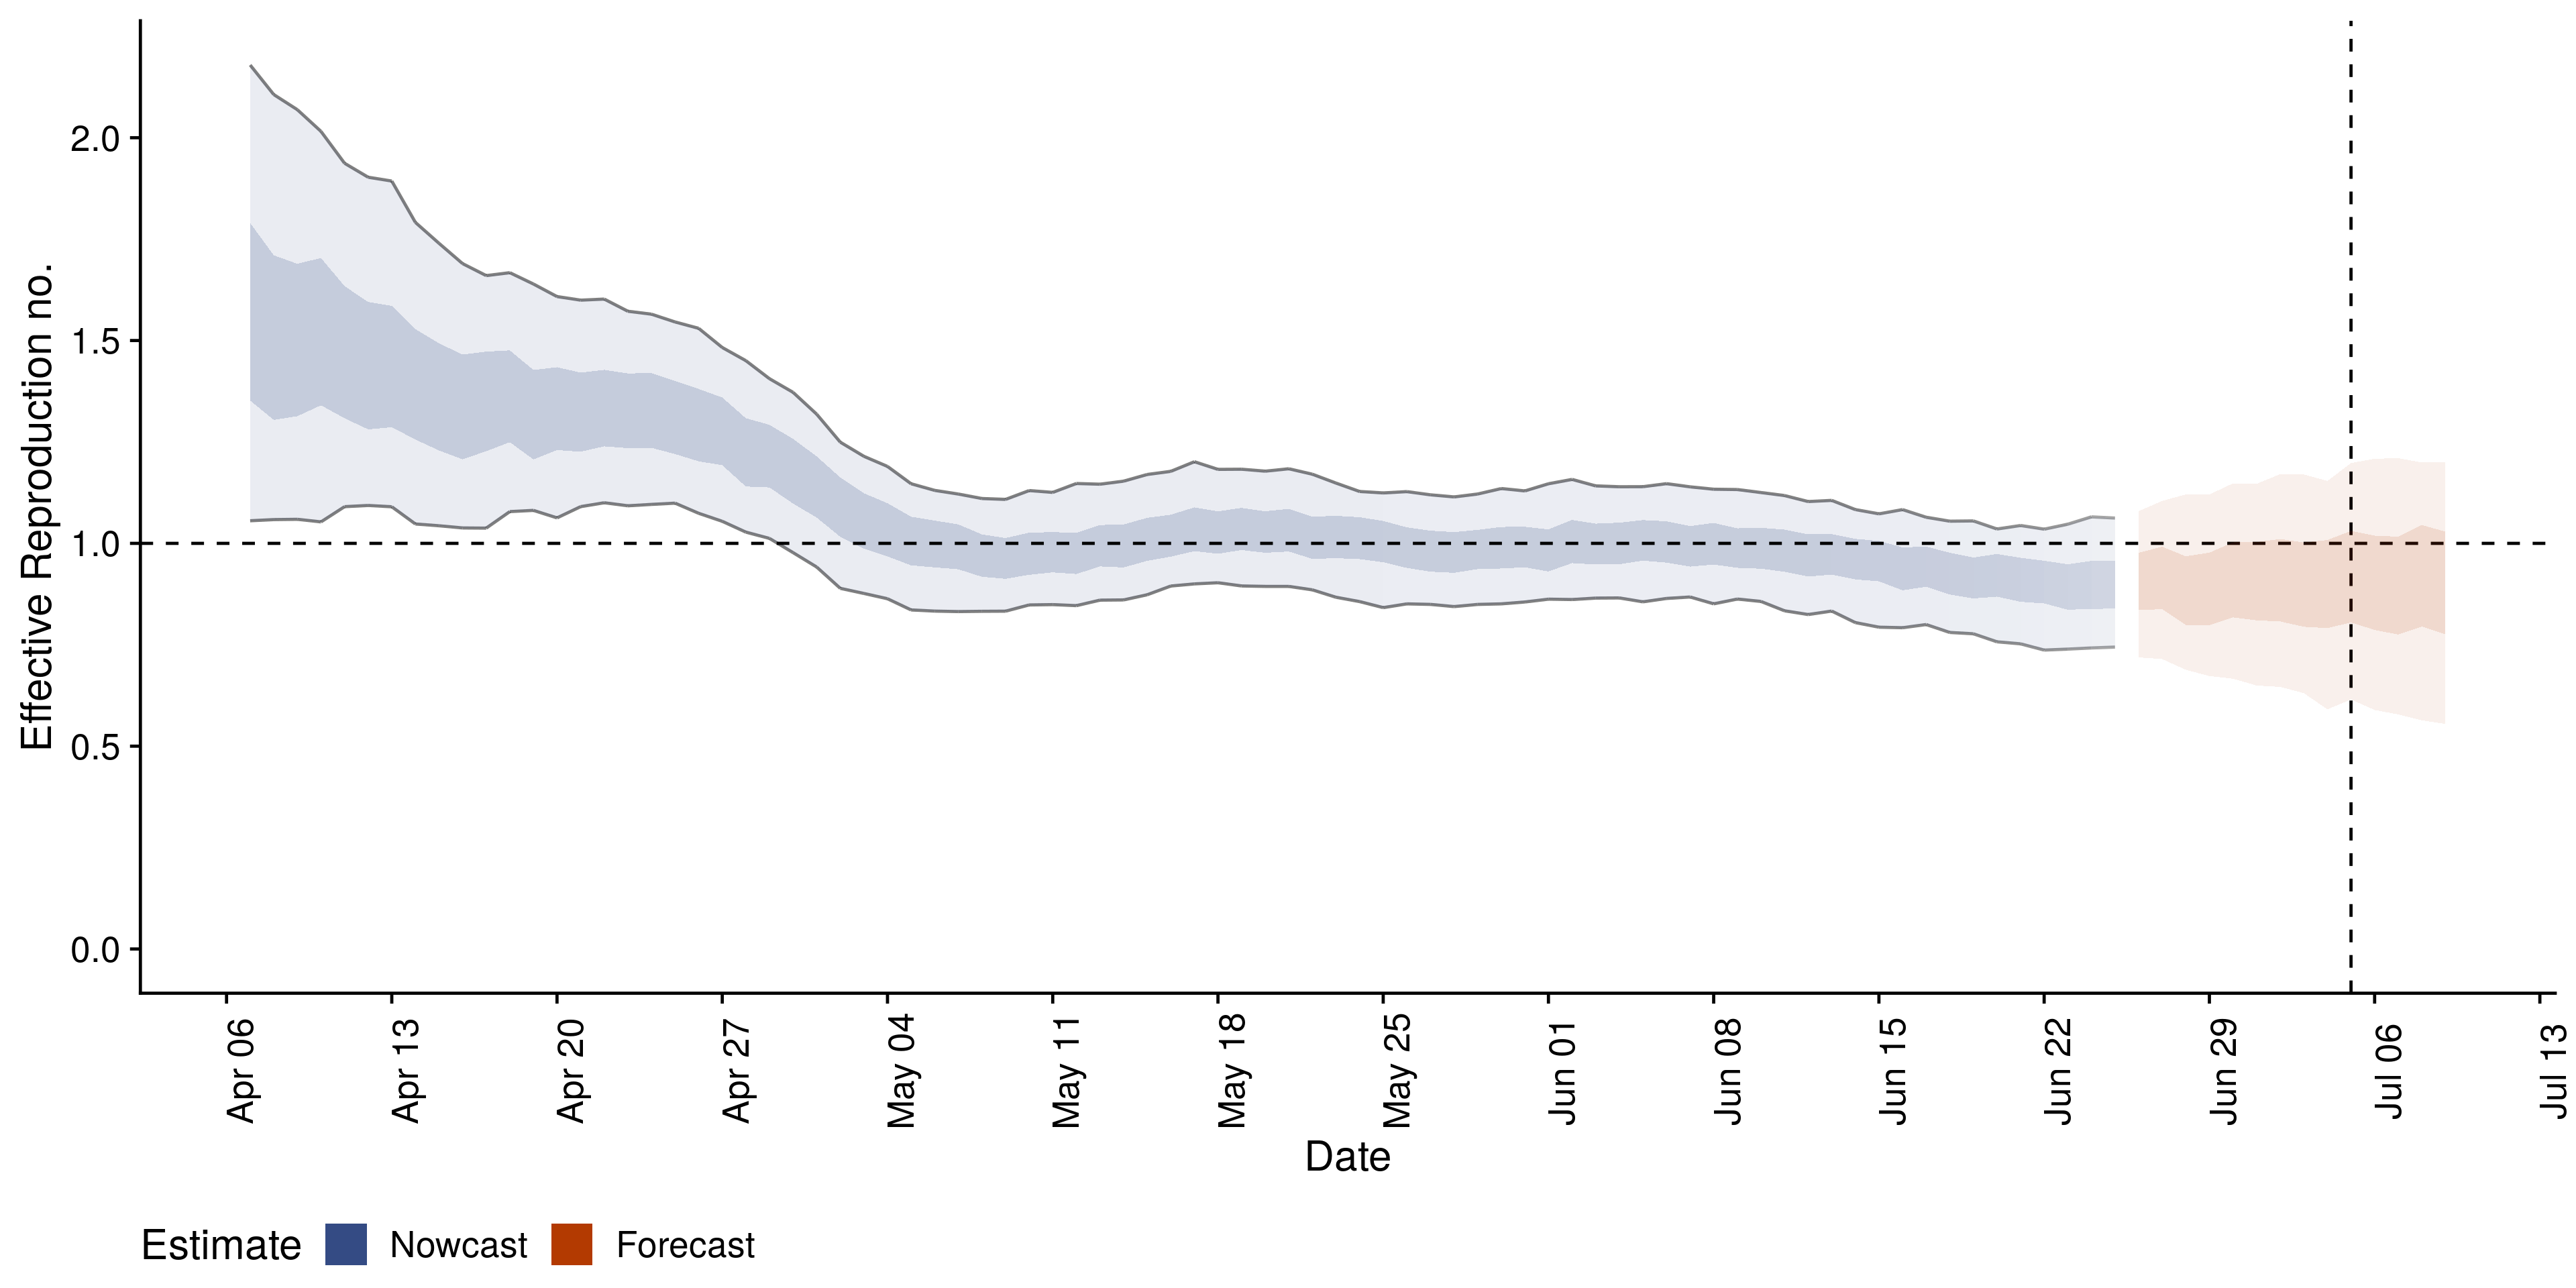 Effective Reproduction no.
2.0
1.5
1.0
0.5
0.0
Apr 06
Apr 13
Apr 20
Apr 27
May 04
May 11
May 18
May 25
Jun 01
Jun 08
Jun 15
Jun 22
Jun 29
Jul 06
Jul 13
Date
Estimate Nowcast Forecast